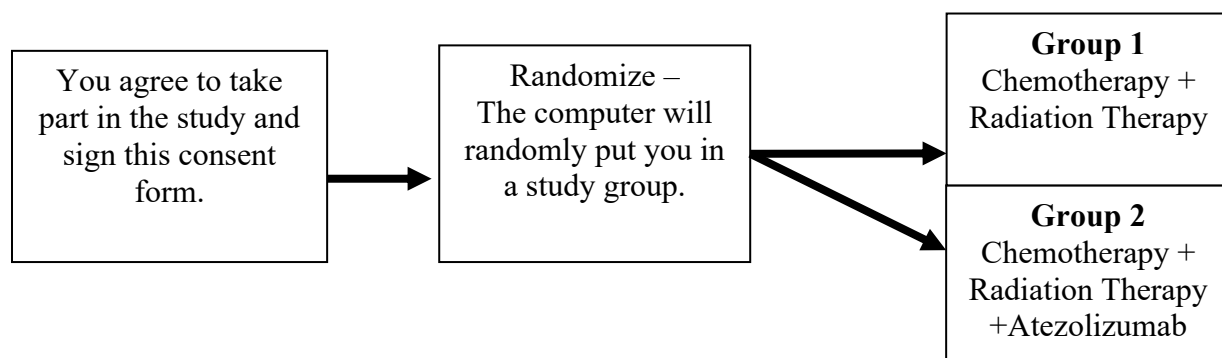 You agree to take
part in the study and
sign this consent
form.
Randomize –
The computer will
randomly put you in
a study group.
Group 1
Chemotherapy +
Radiation Therapy
Group 2
Chemotherapy +
Radiation Therapy
+Atezolizumab